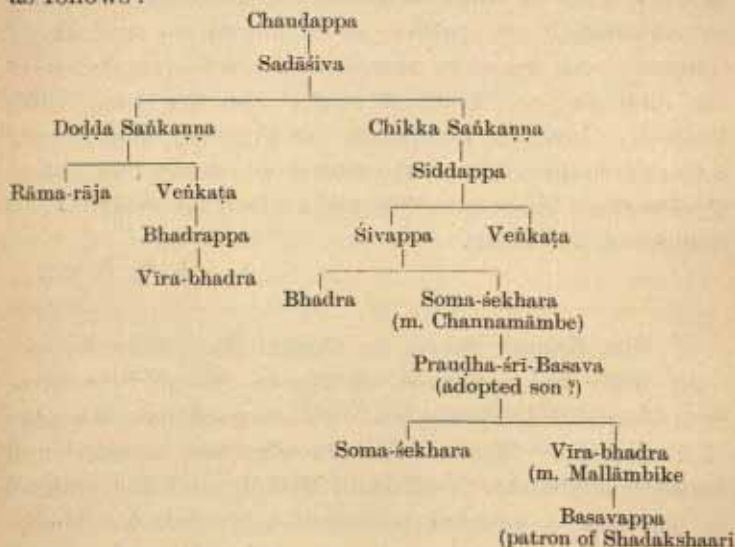 as follows :
Chauḍappa
Sadāśiva
Doḍḍa Saṅkaṇṇa Chikka Saṅkaṇṇa
Siddappa
Rāma-rāja Veṅkaṭa
Bhadrappa Śivappa Veṅkaṭa
Vīra-bhadra
Bhadra Soma-śekhara
(m. Channamāmbe)
Prauḍha-śrī-Basava
(adopted son ?)
Soma-śekhara Vīra-bhadra
(m. Mallāmbike
Basavappa
(patron of Shadakshaari